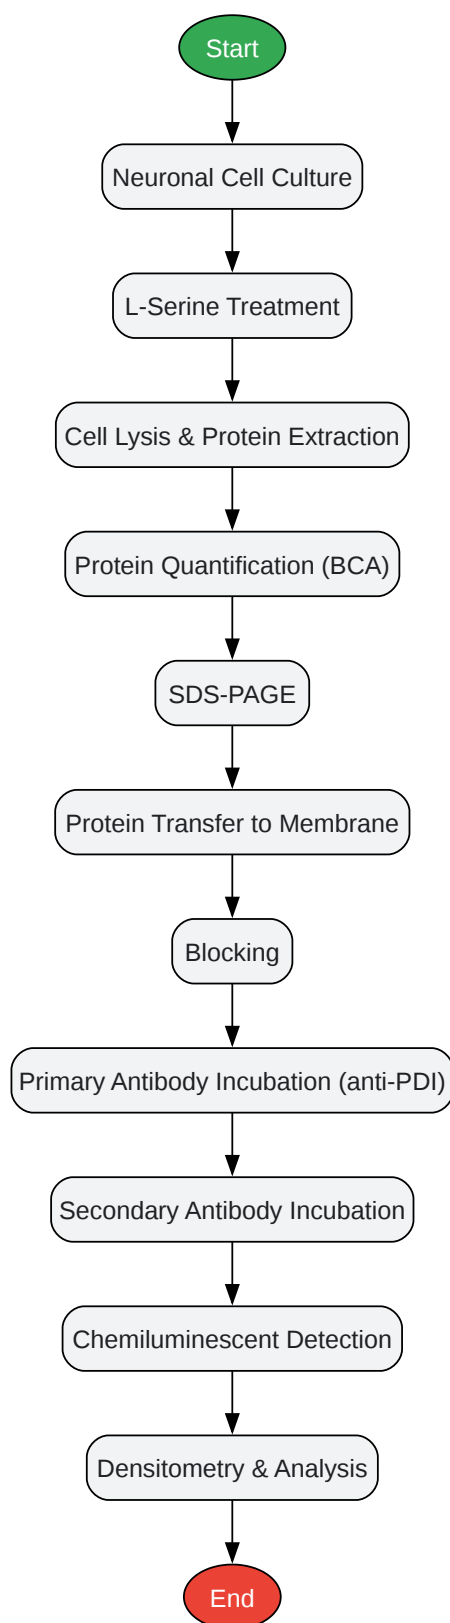 Start
Neuronal Cell Culture
L-Serine Treatment
Cell Lysis & Protein Extraction
Protein Quantification (BCA)
SDS-PAGE
Protein Transfer to Membrane
Blocking
Primary Antibody Incubation (anti-PDI)
Secondary Antibody Incubation
Chemiluminescent Detection
Densitometry & Analysis
End